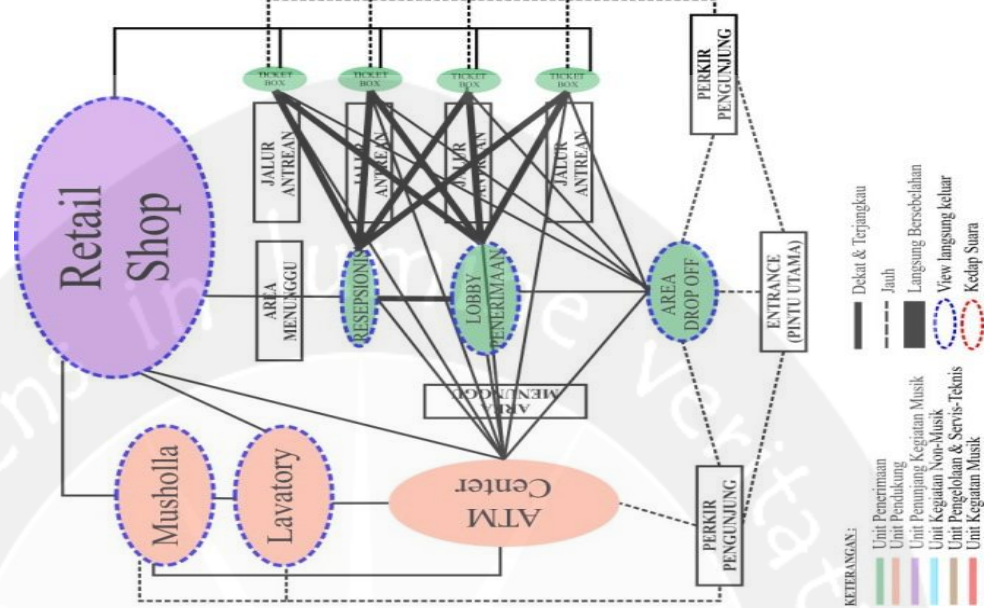 Retail
Shop
TICKET
BOX
TICKET
BOX
TICKET
BOX
TICKET
BOX
JALUR
ANTREAN
JALUR
ANTREAN
JALUR
ANTREAN
JALUR
ANTREAN
AREA
MENUNGGU
RESEPSIONIS
LOBBY
PENERIMAAN
AREA
MENUNGGU
AREA
DROP OFF
PERKIR
PENGUNJUNG
ENTRANCE
(PINTU UTAMA)
PERKIR
PENGUNJUNG
Musholla
Lavatory
ATM
Center
KETERANGAN :
Unit Penerimaan
Unit Pendukung
Unit Penunjang Kegiatan Musik
Unit Kegiatan Non-Musik
Unit Pengelolaan & Servis-Teknis
Unit Kegiatan Musik
Dekat & Terjangkau
Jauh
Langsung Bersebelahan
View langsung keluar
Kedap Suara
in lumine veritat